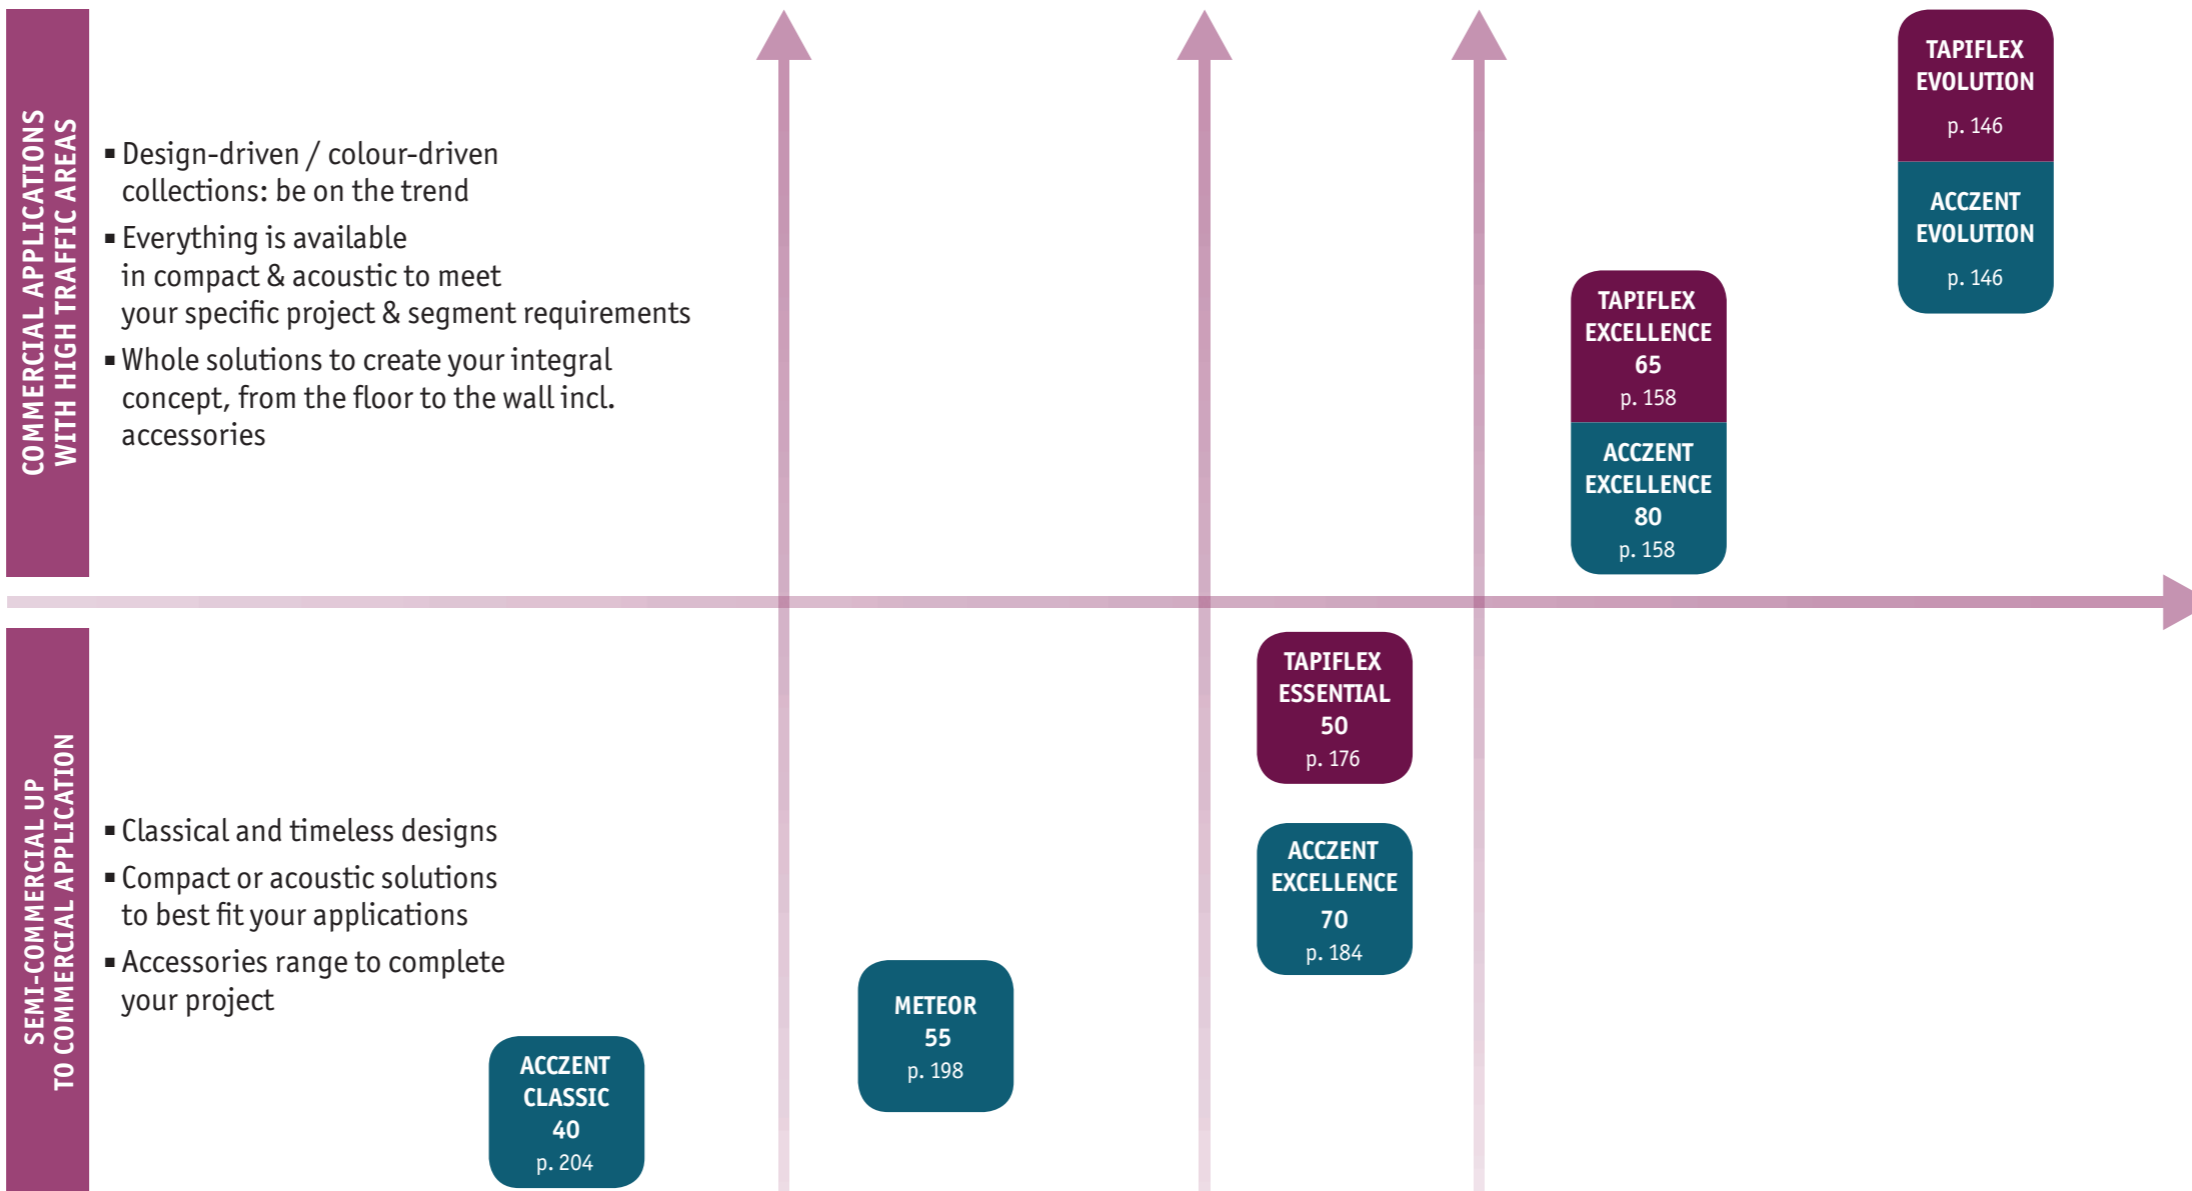 COMMERCIAL APPLICATIONS
WITH HIGH TRAFFIC AREAS
▪ Design-driven / colour-driven
collections: be on the trend
▪ Everything is available
in compact & acoustic to meet
your specific project & segment requirements
▪ Whole solutions to create your integral
concept, from the floor to the wall incl.
accessories
TAPIFLEX
EVOLUTION
p. 146
ACCZENT
EVOLUTION
p. 146
TAPIFLEX
EXCELLENCE
65
p. 158
ACCZENT
EXCELLENCE
80
p. 158
SEMI-COMMERCIAL UP
TO COMMERCIAL APPLICATION
▪ Classical and timeless designs
▪ Compact or acoustic solutions
to best fit your applications
▪ Accessories range to complete
your project
TAPIFLEX
ESSENTIAL
50
p. 176
ACCZENT
EXCELLENCE
70
p. 184
METEOR
55
p. 198
ACCZENT
CLASSIC
40
p. 204